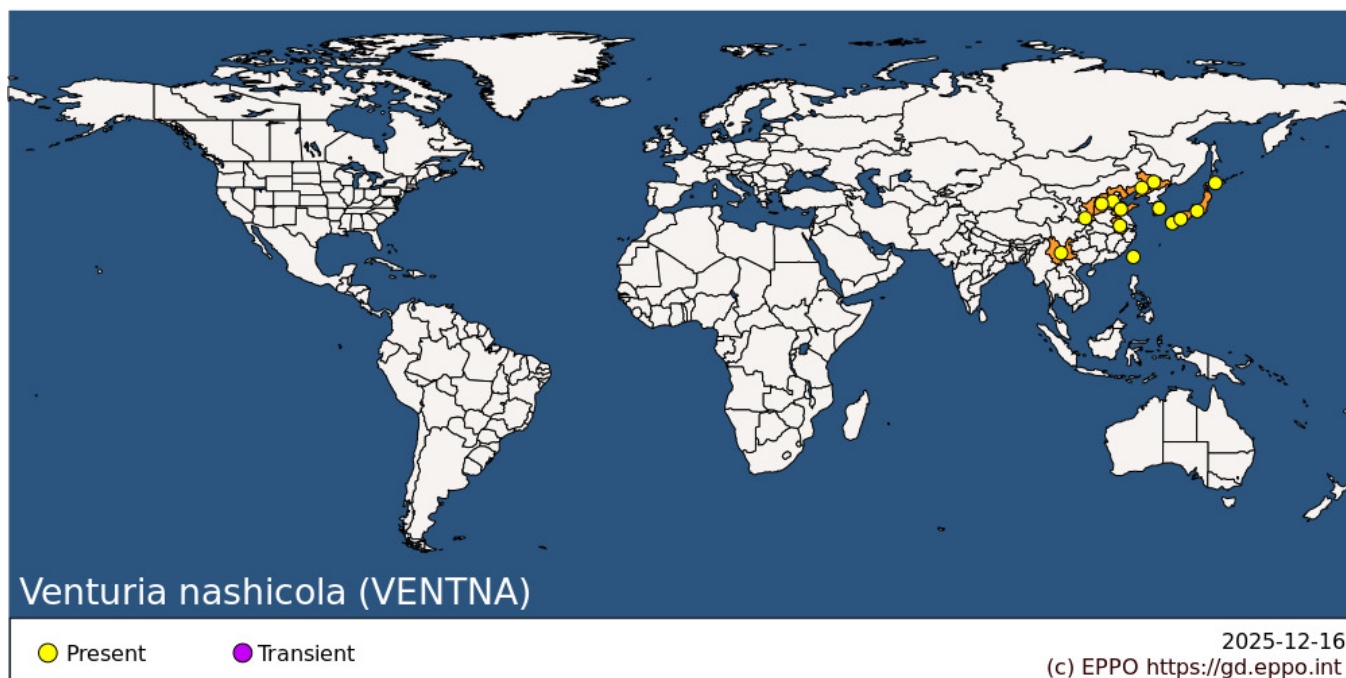 Venturia nashicola (VENTNA)
Present
Transient
2025-12-16
(c) EPPO https://gd.eppo.int